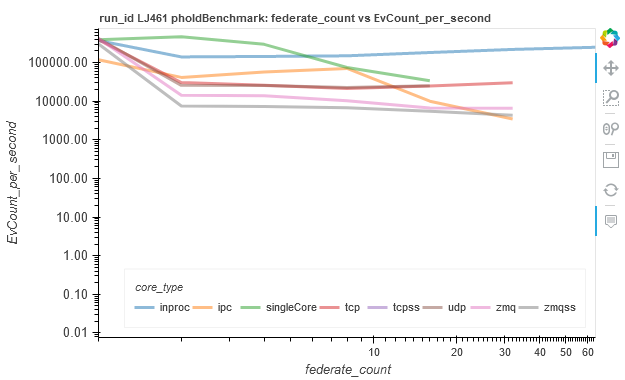 run_id LJ461 pholdBenchmark: federate_count vs EvCount_per_second
EvCount_per_second
100000.00
10000.00
1000.00
100.00
10.00
1.00
0.10
0.01
core_type
inproc ipc singleCore tcp tcpss udp zmq zmqss
10 20 30 40 50 60
federate_count